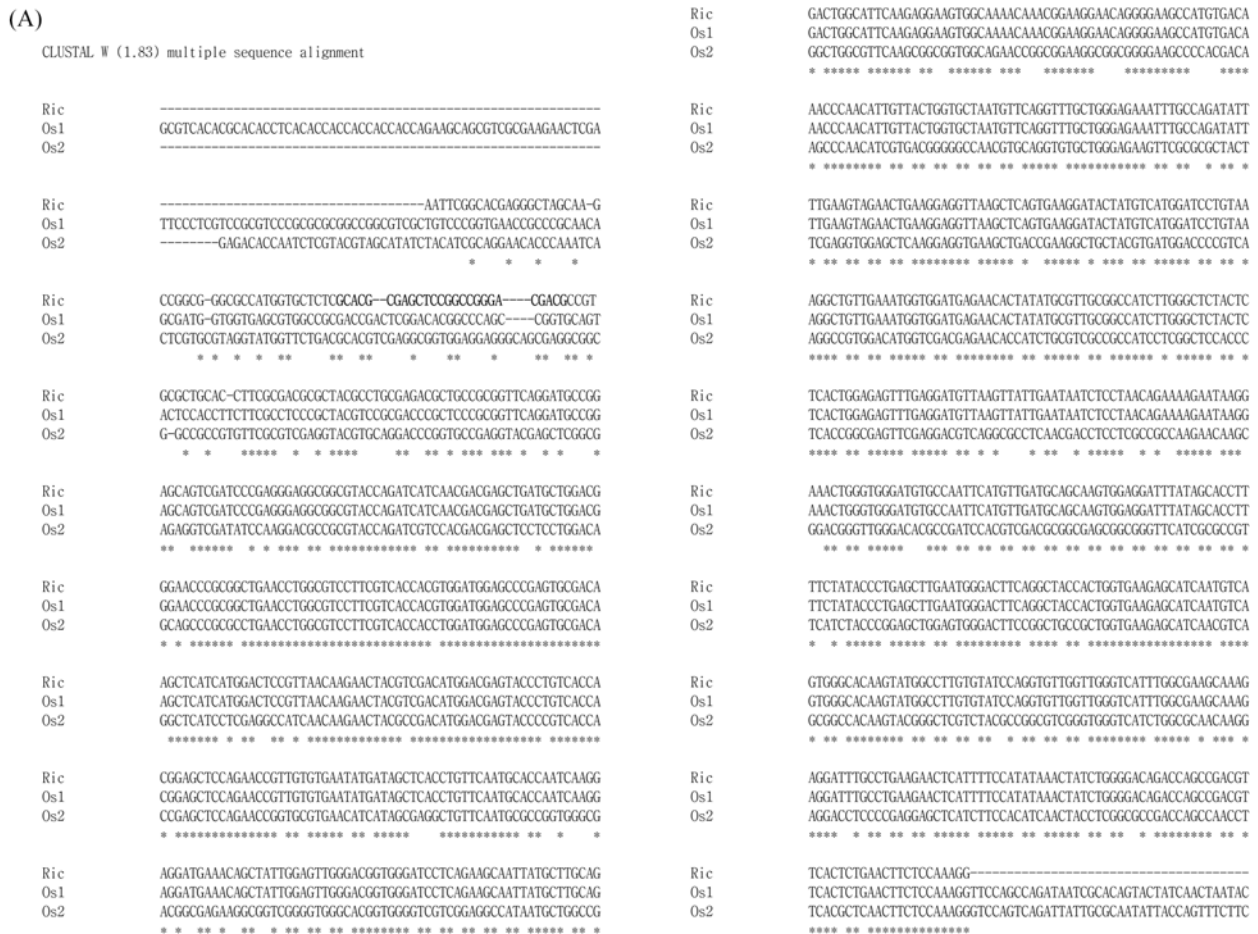 (A)
CLUSTAL W (1.83) multiple sequence alignment
Ric ------------------------------------------------------------
Os1 GCGTCACACGCACACCTCACACCACCACCACCACCAGAAGCAGCGTCGCGAAGAACTCGA
Os2 ------------------------------------------------------------
Ric ------------------------------------AATTCGGCACGAGGGCTAGCAA-G
Os1 TTCCCTCGTCCGCGTCCCGCGCGCGGCCGGCGTCGCTGTCCCGGTGAACCGCCCGCAACA
Os2 --------GAGACACCAATCTCGTACGTAGCATATCTACATCGCAGGAACACCCAAATCA
* * * *
Ric CCGGCG-GGCGCCATGGTGCTCTCGCACG--CGAGCTCCGGCCGGGA----CGACGCCGT
Os1 GCGATG-GTGGTGAGCGTGGCCGCGACCGACTCGGACACGGCCCAGC----CGGTGCAGT
Os2 CTCGTGCGTAGGTATGGTTCTGACGCACGTCGAGGCGGTGGAGGAGGGCAGCGAGGCGGC
* * * * ** ** ** * ** * ** ** *
Ric GCGCTGCAC-CTTCGCGACGCGCTACGCCTGCGAGACGCTGCCGCGGTTCAGGATGCCGG
Os1 ACTCCACCTTCTTCGCCTCCCGCTACGTCCGCGACCCGCTCCCGCGGTTCAGGATGCCGG
Os2 G-GCCGCCGTGTTCGCGTCGAGGTACGTGCAGGACCCGGTGCCGAGGTACGAGCTCGGCG
* * ***** * * **** ** ** * *** *** * * * *
Ric AGCAGTCGATCCCGAGGGAGGCGGCGTACCAGATCATCAACGACGAGCTGATGCTGGACG
Os1 AGCAGTCGATCCCGAGGGAGGCGGCGTACCAGATCATCAACGACGAGCTGATGCTGGACG
Os2 AGAGGTCGATATCCAAGGACGCCGCGTACCAGATCGTCCACGACGAGCTCCTCCTGGACA
** ****** * * *** ** ************ ** ********** * ******
Ric GGAACCCGCGGCTGAACCTGGCGTCCTTCGTCACCACGTGGATGGAGCCCGAGTGCGACA
Os1 GGAACCCGCGGCTGAACCTGGCGTCCTTCGTCACCACGTGGATGGAGCCCGAGTGCGACA
Os2 GCAGCCCGCGCCTGAACCTGGCGTCCTTCGTCACCACCTGGATGGAGCCCGAGTGCGACA
* * ****** ************************** **********************
Ric AGCTCATCATGGACTCCGTTAACAAGAACTACGTCGACATGGACGAGTACCCTGTCACCA
Os1 AGCTCATCATGGACTCCGTTAACAAGAACTACGTCGACATGGACGAGTACCCTGTCACCA
Os2 GGCTCATCCTCGAGGCCATCAACAAGAACTACGCCGACATGGACGAGTACCCCGTCACCA
******* * ** ** * ************* ****************** *******
Ric CGGAGCTCCAGAACCGTTGTGTGAATATGATAGCTCACCTGTTCAATGCACCAATCAAGG
Os1 CGGAGCTCCAGAACCGTTGTGTGAATATGATAGCTCACCTGTTCAATGCACCAATCAAGG
Os2 CCGAGCTCCAGAACCGGTGCGTGAACATCATAGCGAGGCTGTTCAATGCGCCGGTGGGCG
* ************** ** ***** ** ***** *********** ** * *
Ric AGGATGAAACAGCTATTGGAGTTGGGACGGTGGGATCCTCAGAAGCAATTATGCTTGCAG
Os1 AGGATGAAACAGCTATTGGAGTTGGGACGGTGGGATCCTCAGAAGCAATTATGCTTGCAG
Os2 ACGGCGAGAAGGCGGTCGGGGTGGGCACGGTGGGGTCGTCGGAGGCCATAATGCTGGCCG
* * ** * ** * ** ** ** ******** ** ** ** ** ** ***** ** *
Ric GACTGGCATTCAAGAGGAAGTGGCAAAACAAACGGAAGGAACAGGGGAAGCCATGTGACA
Os1 GACTGGCATTCAAGAGGAAGTGGCAAAACAAACGGAAGGAACAGGGGAAGCCATGTGACA
Os2 GGCTGGCGTTCAAGCGGCGGTGGCAGAACCGGCGGAAGGCGGCGGGGAAGCCCCACGACA
* ***** ****** ** ****** *** ******* ********* ****
Ric AACCCAACATTGTTACTGGTGCTAATGTTCAGGTTTGCTGGGAGAAATTTGCCAGATATT
Os1 AACCCAACATTGTTACTGGTGCTAATGTTCAGGTTTGCTGGGAGAAATTTGCCAGATATT
Os2 AGCCCAACATCGTGACGGGGGCCAACGTGCAGGTGTGCTGGGAGAAGTTCGCGCGCTACT
* ******** ** ** ** ** ** ** ***** *********** ** ** * ** *
Ric TTGAAGTAGAACTGAAGGAGGTTAAGCTCAGTGAAGGATACTATGTCATGGATCCTGTAA
Os1 TTGAAGTAGAACTGAAGGAGGTTAAGCTCAGTGAAGGATACTATGTCATGGATCCTGTAA
Os2 TCGAGGTGGAGCTCAAGGAGGTGAAGCTGACCGAAGGCTGCTACGTGATGGACCCCGTCA
* ** ** ** ** ******** ***** * ***** * *** ** ***** ** ** *
Ric AGGCTGTTGAAATGGTGGATGAGAACACTATATGCGTTGCGGCCATCTTGGGCTCTACTC
Os1 AGGCTGTTGAAATGGTGGATGAGAACACTATATGCGTTGCGGCCATCTTGGGCTCTACTC
Os2 AGGCCGTGGACATGGTCGACGAGAACACCATCTGCGTCGCCGCCATCCTCGGCTCCACCC
**** ** ** ***** ** ******** ** ***** ** ****** * ***** ** *
Ric TCACTGGAGAGTTTGAGGATGTTAAGTTATTGAATAATCTCCTAACAGAAAAGAATAAGG
Os1 TCACTGGAGAGTTTGAGGATGTTAAGTTATTGAATAATCTCCTAACAGAAAAGAATAAGG
Os2 TCACCGGCGAGTTCGAGGACGTCAGGCGCCTCAACGACCTCCTCGCCGCCAAGAACAAGC
**** ** ***** ***** ** * * * ** * ***** * * ***** ***
Ric AAACTGGGTGGGATGTGCCAATTCATGTTGATGCAGCAAGTGGAGGATTTATAGCACCTT
Os1 AAACTGGGTGGGATGTGCCAATTCATGTTGATGCAGCAAGTGGAGGATTTATAGCACCTT
Os2 GGACGGGTTGGGACACGCCGATCCACGTCGACGCGGCGAGCGGCGGGTTCATCGCGCCGT
** ** ***** *** ** ** ** ** ** ** ** ** ** ** ** ** ** *
Ric TTCTATACCCTGAGCTTGAATGGGACTTCAGGCTACCACTGGTGAAGAGCATCAATGTCA
Os1 TTCTATACCCTGAGCTTGAATGGGACTTCAGGCTACCACTGGTGAAGAGCATCAATGTCA
Os2 TCATCTACCCGGAGCTGGAGTGGGACTTCCGGCTGCCGCTGGTGAAGAGCATCAACGTCA
* * ***** ***** ** ********* **** ** ***************** ****
Ric GTGGGCACAAGTATGGCCTTGTGTATCCAGGTGTTGGTTGGGTCATTTGGCGAAGCAAAG
Os1 GTGGGCACAAGTATGGCCTTGTGTATCCAGGTGTTGGTTGGGTCATTTGGCGAAGCAAAG
Os2 GCGGCCACAAGTACGGGCTCGTCTACGCCGGCGTCGGGTGGGTCATCTGGCGCAACAAGG
* ** ******** ** ** ** ** * ** ** ** ******** ***** * *** *
Ric AGGATTTGCCTGAAGAACTCATTTTCCATATAAACTATCTGGGGACAGACCAGCCGACGT
Os1 AGGATTTGCCTGAAGAACTCATTTTCCATATAAACTATCTGGGGACAGACCAGCCGACGT
Os2 AGGACCTCCCCGAGGAGCTCATCTTCCACATCAACTACCTCGGCGCCGACCAGCCAACCT
**** * ** ** ** ***** ***** ** ***** ** ** * ******** ** *
Ric TCACTCTGAACTTCTCCAAAGG--------------------------------------
Os1 TCACTCTGAACTTCTCCAAAGGTTCCAGCCAGATAATCGCACAGTACTATCAACTAATAC
Os2 TCACGCTCAACTTCTCCAAAGGGTCCAGTCAGATTATTGCGCAATATTACCAGTTTCTTC
**** ** **************